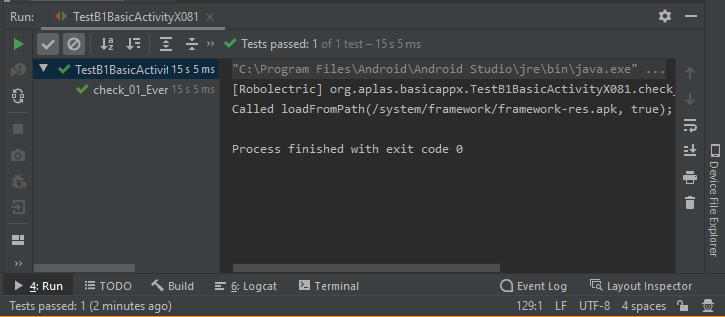 Run: TestB1BasicActivityX081
Tests passed: 1 of 1 test – 15 s 5 ms
TestB1BasicActivit 15 s 5 ms
check_01_Ever 15 s 5 ms
"C:\Program Files\Android\Android Studio\jre\bin\java.exe" ...
[Robolectric] org.aplas.basicappx.TestB1BasicActivityX081.check_
Called loadFromPath(/system/framework/framework-res.apk, true);
Process finished with exit code 0
Device File Explorer
4: Run TODO Build 6: Logcat Terminal Event Log Layout Inspector
Tests passed: 1 (2 minutes ago) 129:1 LF UTF-8 4 spaces